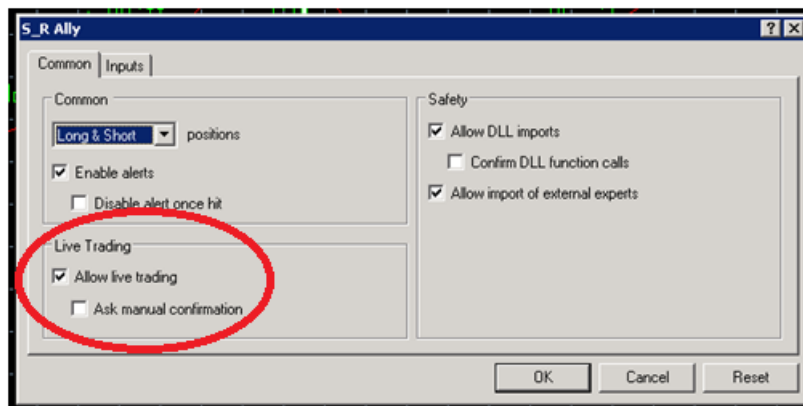 S_R Ally
Common Inputs
Common
Long & Short positions
Enable alerts
Disable alert once hit
Live Trading
Allow live trading
Ask manual confirmation
Safety
Allow DLL imports
Confirm DLL function calls
Allow import of external experts
OK Cancel Reset